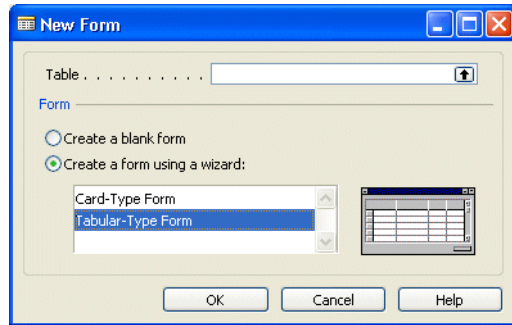 New Form
Table . . . . . . . . . .
Form
Create a blank form
Create a form using a wizard:
Card-Type Form
Tabular-Type Form
OK Cancel Help